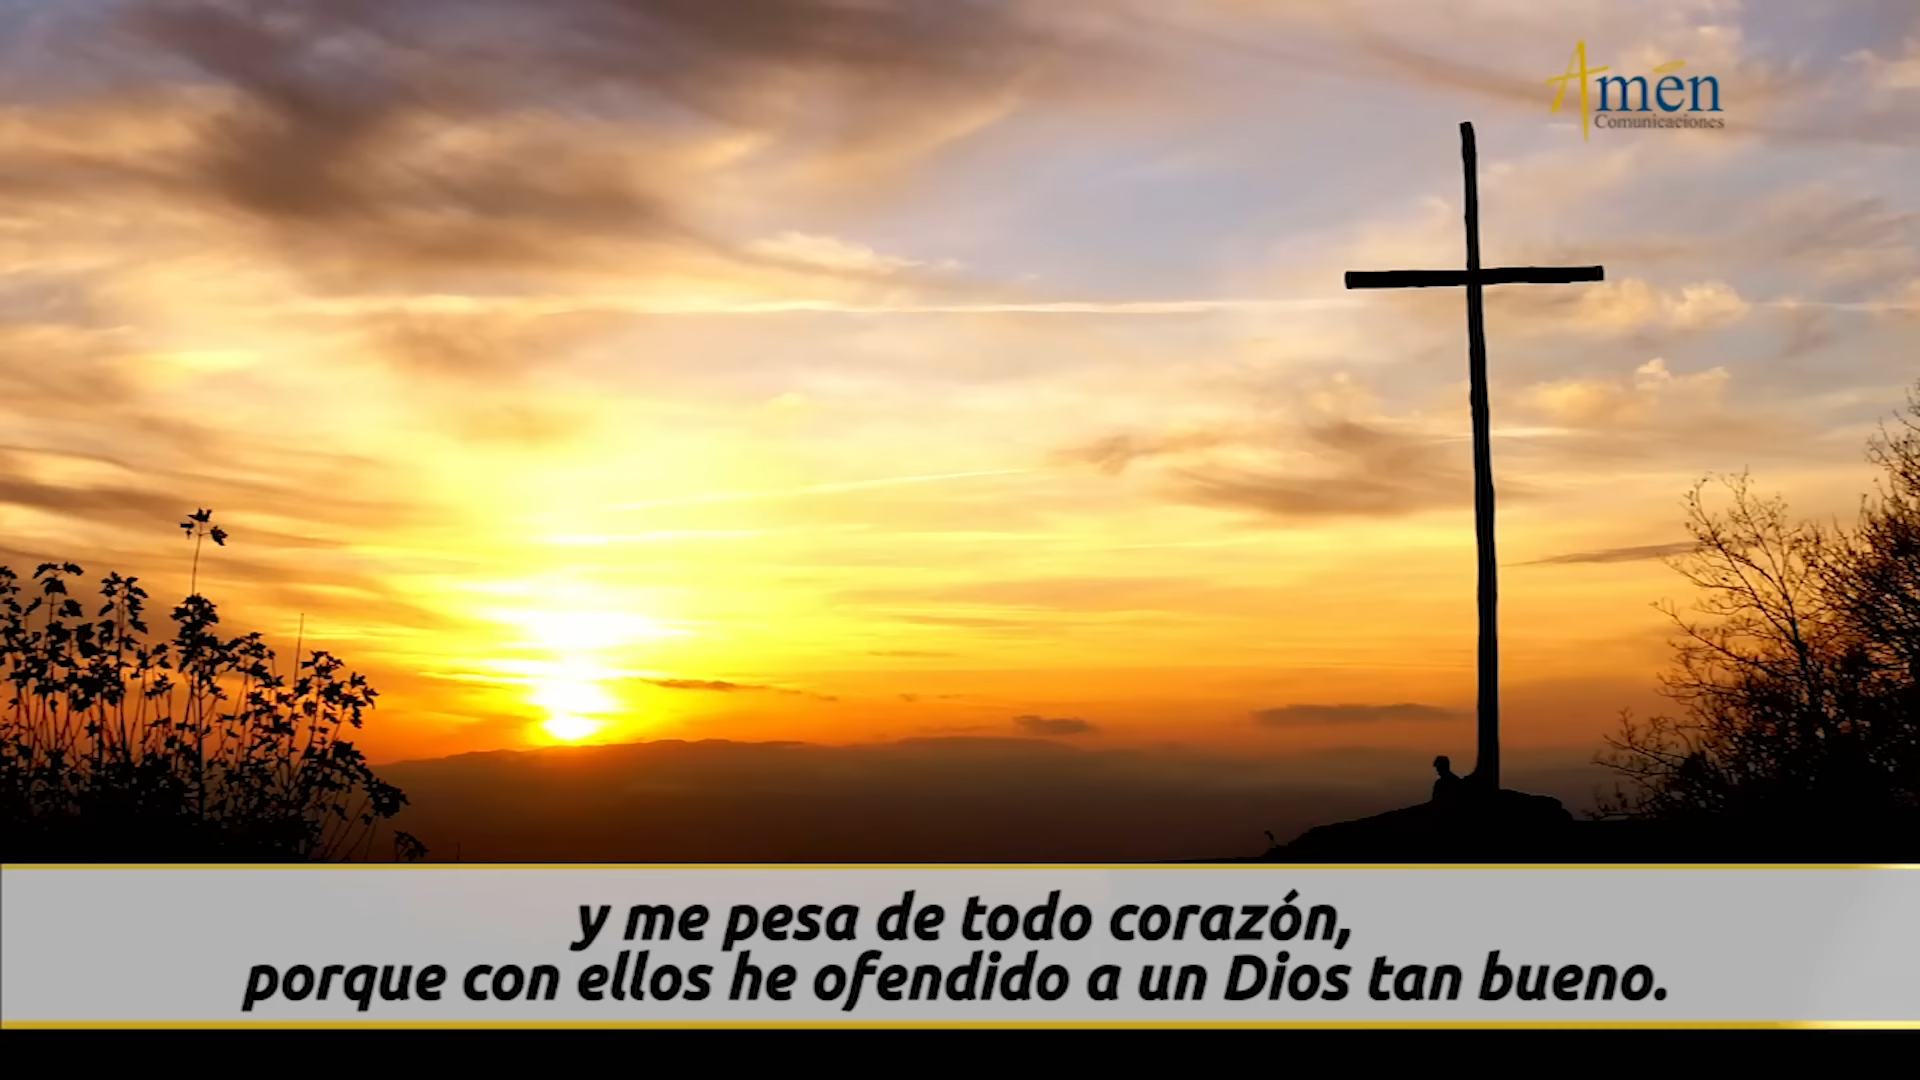 Amén
Comunicaciones
y me pesa de todo corazón,
porque con ellos he ofendido a un Dios tan bueno.